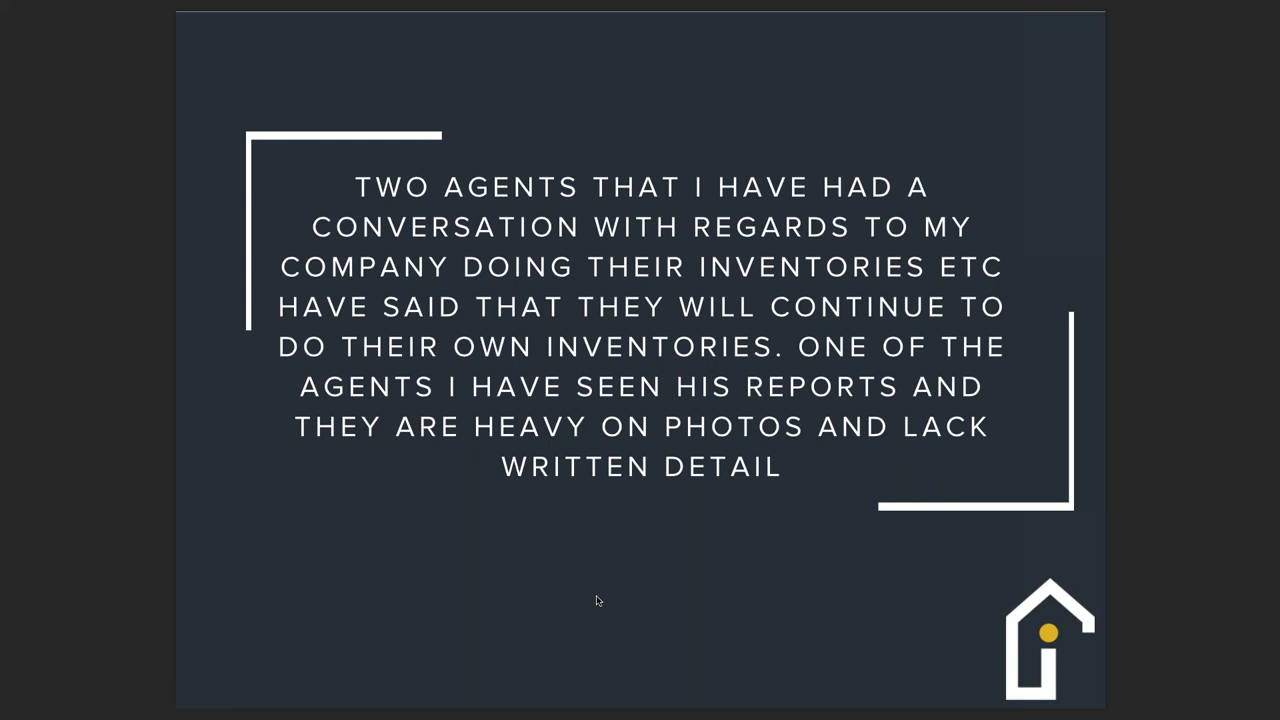 TWO AGENTS THAT I HAVE HAD A
CONVERSATION WITH REGARDS TO MY
COMPANY DOING THEIR INVENTORIES ETC
HAVE SAID THAT THEY WILL CONTINUE TO
DO THEIR OWN INVENTORIES. ONE OF THE
AGENTS I HAVE SEEN HIS REPORTS AND
THEY ARE HEAVY ON PHOTOS AND LACK
WRITTEN DETAIL